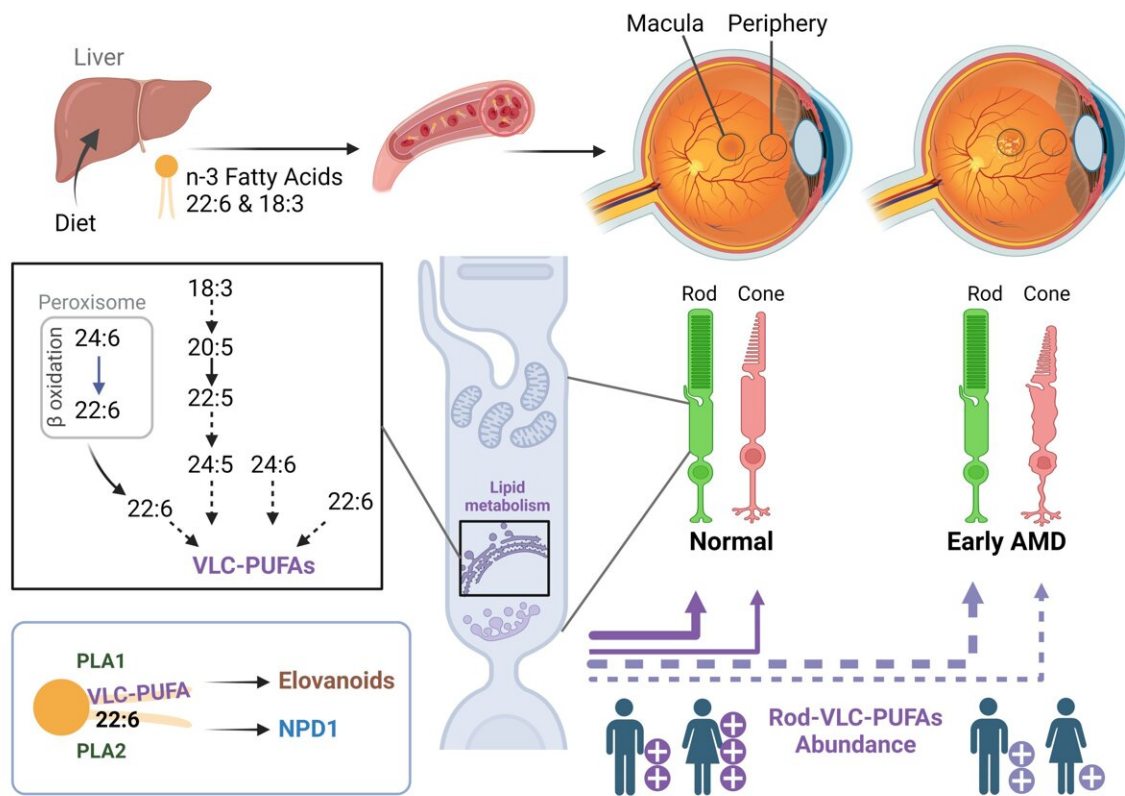 Liver
Diet
n-3 Fatty Acids
22:6 & 18:3
Macula
Periphery
Peroxisome
β oxidation
24:6
22:6
18:3
20:5
22:5
24:5
24:6
22:6
22:6
VLC-PUFAs
Lipid
metabolism
Rod
Cone
Normal
Rod
Cone
Early AMD
PLA1
VLC-PUFA
22:6
PLA2
Elovanoids
NPD1
Rod-VLC-PUFAs
Abundance